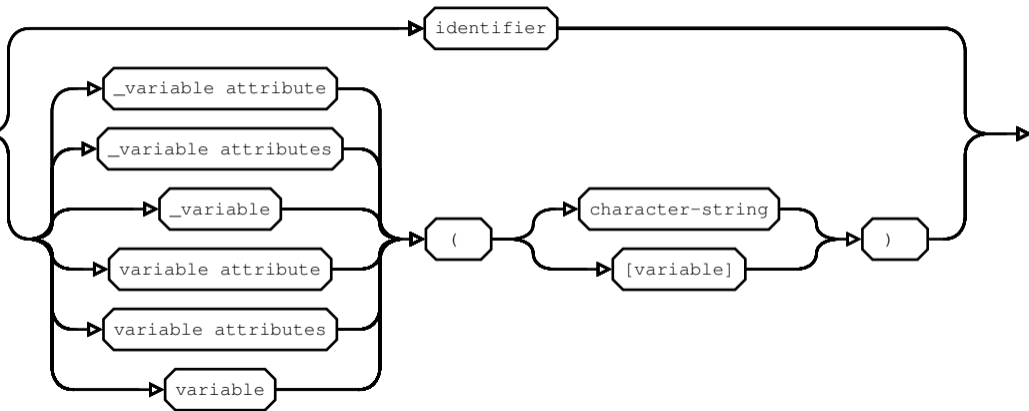 identifier
_variable attribute
_variable attributes
_variable
variable attribute
variable attributes
variable
(
character-string
[variable]
)